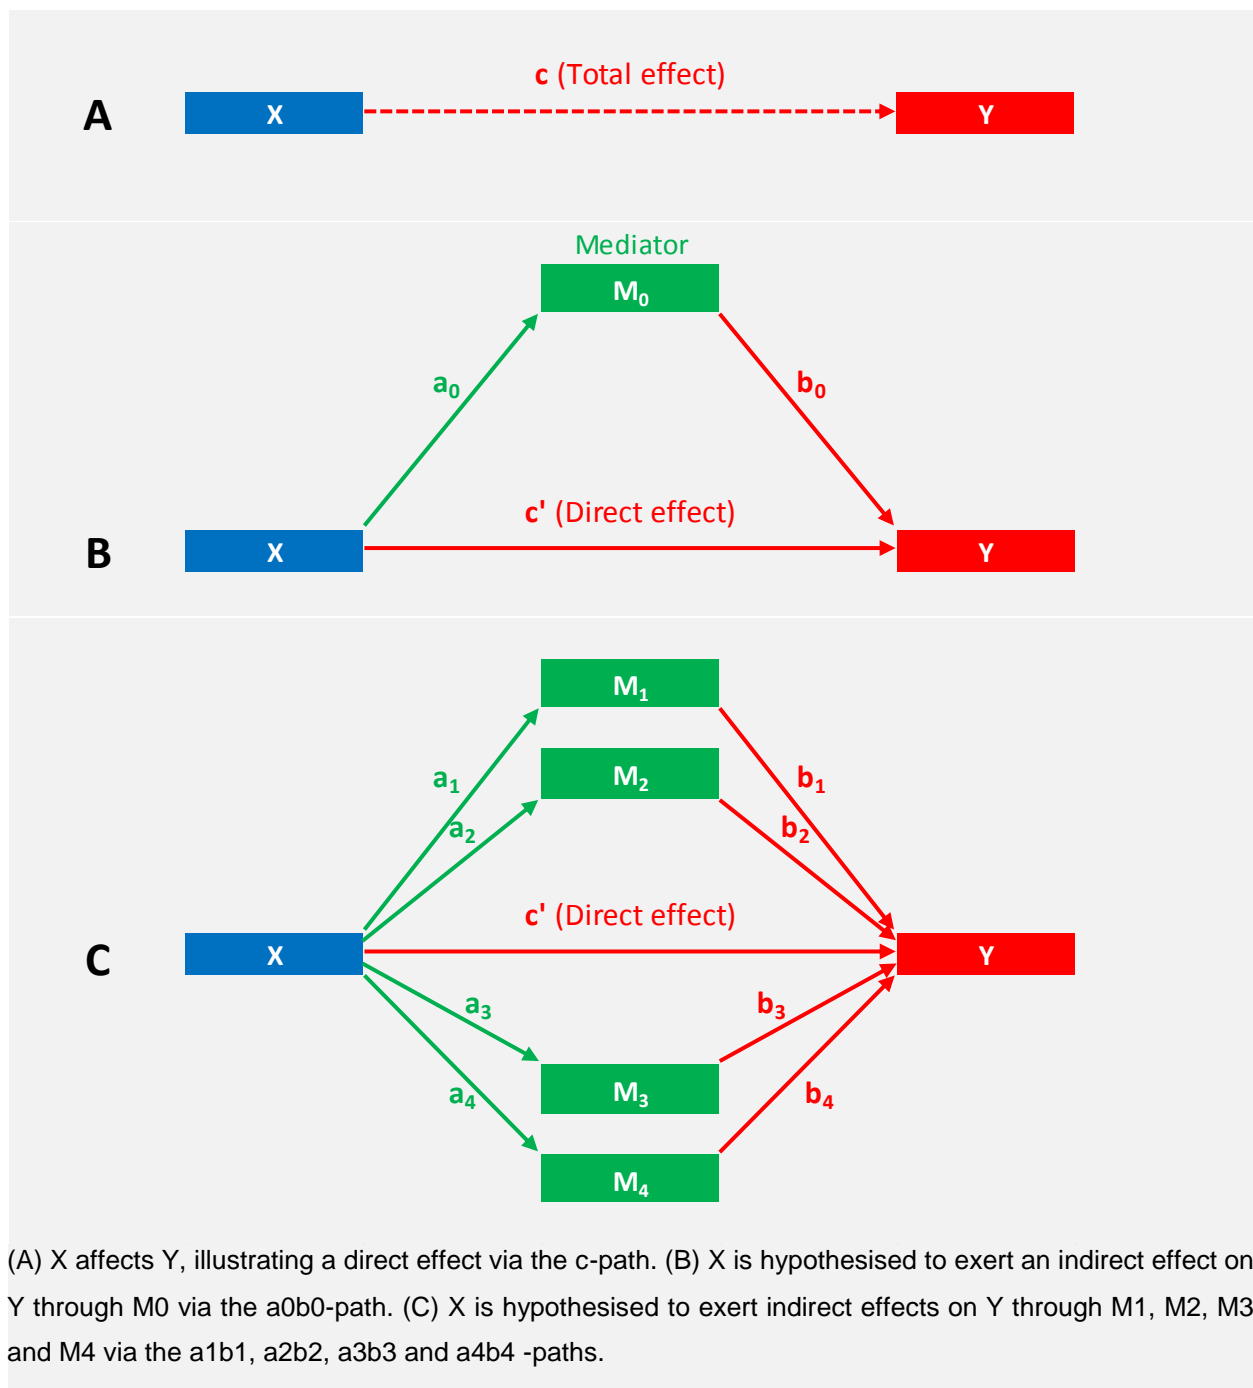 c (Total effect)
A X Y
Mediator
M0
a0 b0
c' (Direct effect)
B X Y
M1
a1 M2 b1
a2 b2
c' (Direct effect)
C X Y
a3 b3
a4 M3 b4
M4
(A) X affects Y, illustrating a direct effect via the c-path. (B) X is hypothesised to exert an indirect effect on
Y through M0 via the a0b0-path. (C) X is hypothesised to exert indirect effects on Y through M1, M2, M3
and M4 via the a1b1, a2b2, a3b3 and a4b4 -paths.